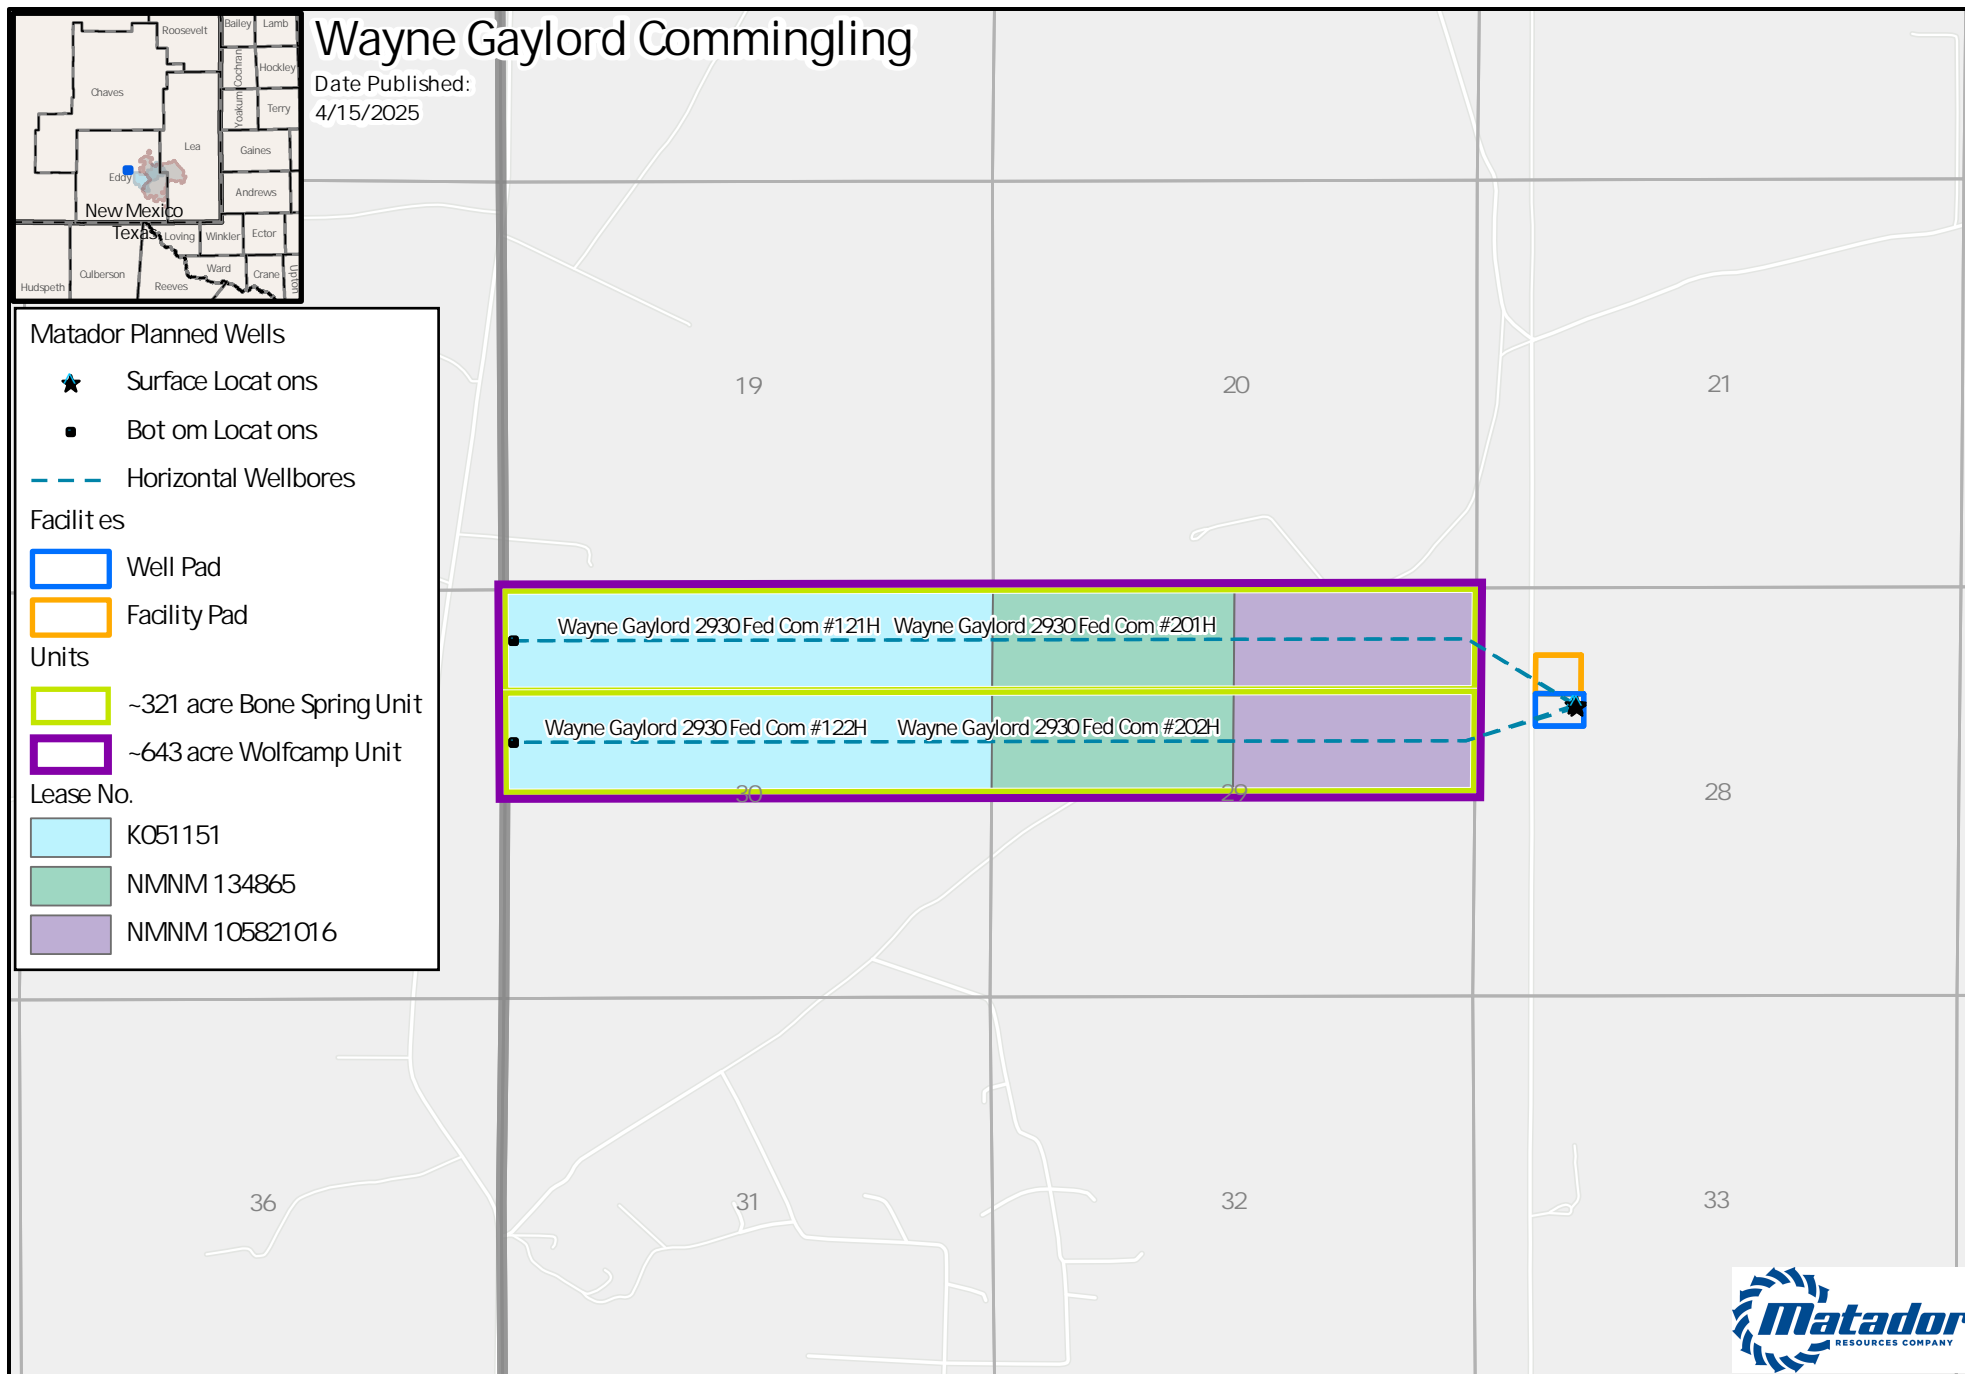 Wayne Gaylord Commingling
Date Published:
4/15/2025
Roosevelt
Bailey
Lamb
Cochran
Hockley
Chaves
Yoakum
Terry
Lea
Gaines
Eddy
Andrews
New Mexico
Texas
Loving
Winkler
Ector
Culberson
Ward
Crane
Upton
Hudspeth
Reeves
Matador Planned Wells
Surface Locat ons
Bot om Locat ons
Horizontal Wellbores
Facilit es
Well Pad
Facility Pad
Units
~321 acre Bone Spring Unit
~643 acre Wolfcamp Unit
Lease No.
K051151
NMNM 134865
NMNM 105821016
19
20
21
Wayne Gaylord 2930 Fed Com #121H
Wayne Gaylord 2930 Fed Com #201H
Wayne Gaylord 2930 Fed Com #122H
Wayne Gaylord 2930 Fed Com #202H
30
29
28
36
31
32
33
Matador
RESOURCES COMPANY